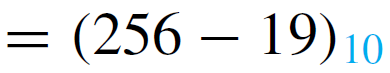 = (256 − 19)₁₀